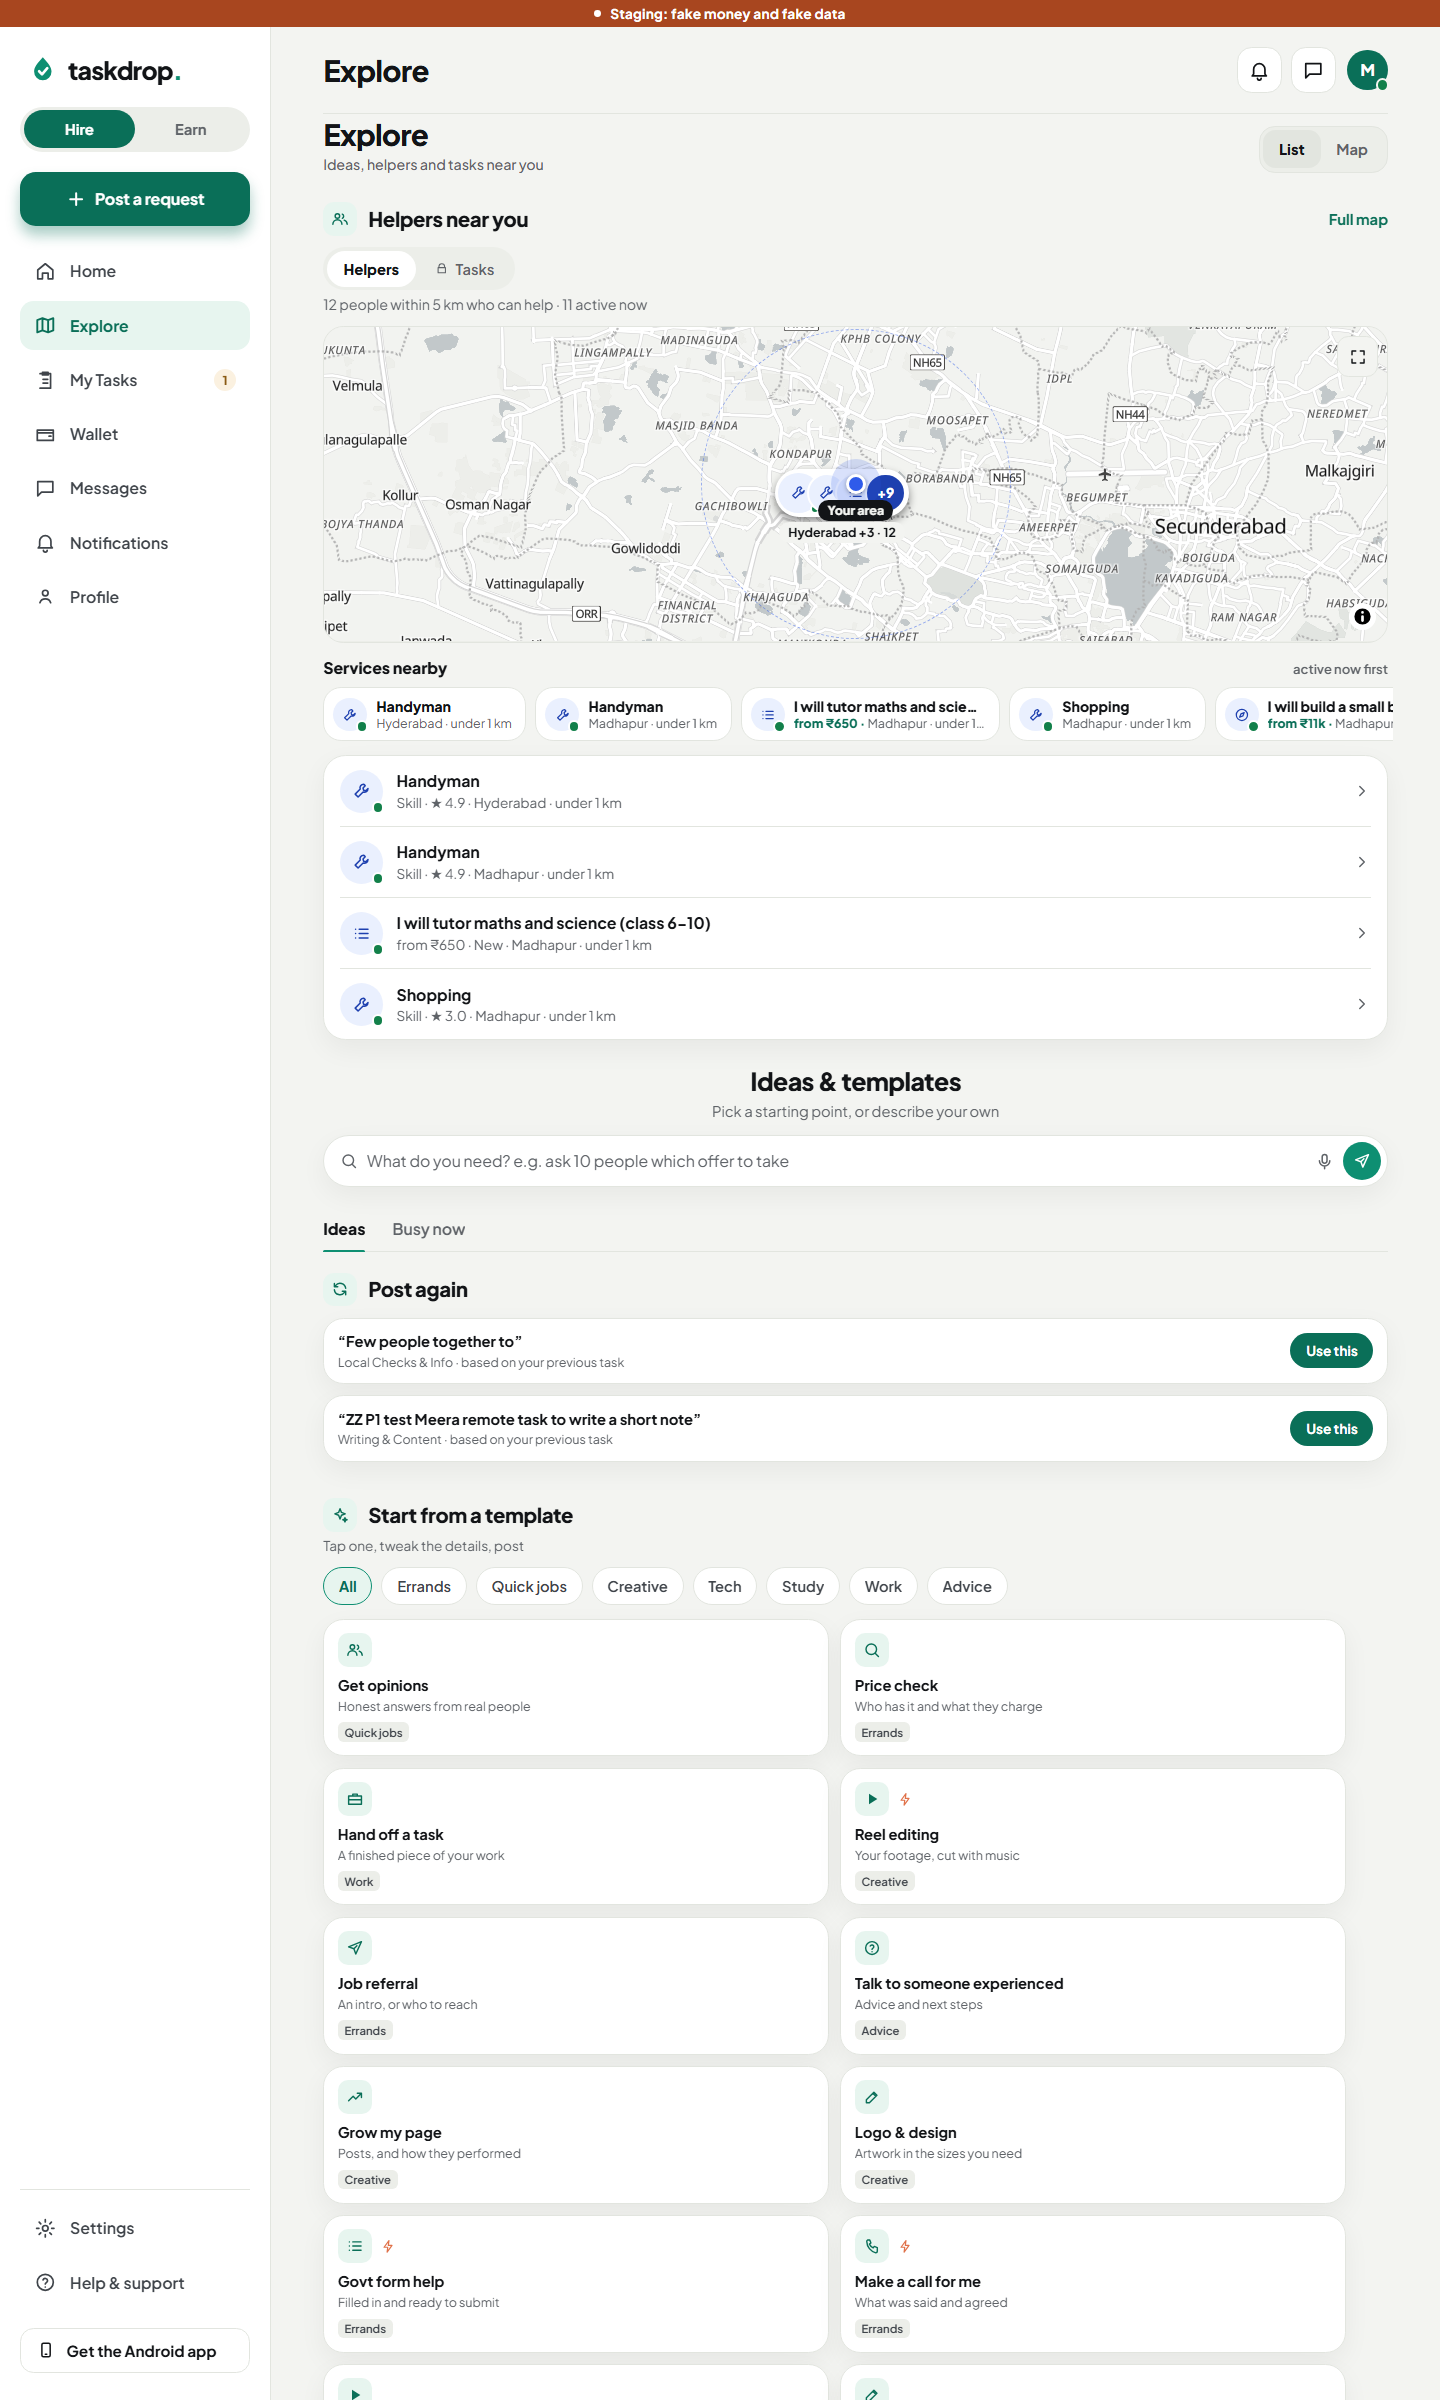 Staging: fake money and fake data
taskdrop.
Hire
Earn
Post a request
Home
Explore
My Tasks
1
Wallet
Messages
Notifications
Profile
Settings
Help & support
Get the Android app
Explore
M
Explore
Ideas, helpers and tasks near you
List
Map
Helpers near you
Full map
Helpers
Tasks
12 people within 5 km who can help · 11 active now
MADINAGUDA
KPHB COLONY
LINGAMPALLY
NH65
IDPL
Velmula
NH44
NEREDMET
MASJID BANDA
MOOSAPET
KONDAPUR
Malkajgiri
BORABANDA
NH65
BEGUMPET
Kollur
Osman Nagar
GACHIBOWLI
+9
Your area
Hyderabad +3 · 12
AMEERPET
Secunderabad
BOJYA THANDA
Gowlidoddi
BOIGUDA
SOMAJIGUDA
KAVADIGUDA
Vattinagulapally
KHAJAGUDA
FINANCIAL
DISTRICT
ORR
RAM NAGAR
SHAIKPET
Services nearby
active now first
Handyman
Hyderabad · under 1 km
Handyman
Madhapur · under 1 km
I will tutor maths and scie...
from ₹650 · Madhapur · under 1...
Shopping
Madhapur · under 1 km
I will build a small
from ₹11k · Madhapur
Handyman
Skill · ★ 4.9 · Hyderabad · under 1 km
Handyman
Skill · ★ 4.9 · Madhapur · under 1 km
I will tutor maths and science (class 6–10)
from ₹650 · New · Madhapur · under 1 km
Shopping
Skill · ★ 3.0 · Madhapur · under 1 km
Ideas & templates
Pick a starting point, or describe your own
What do you need? e.g. ask 10 people which offer to take
Ideas
Busy now
Post again
“Few people together to”
Local Checks & Info · based on your previous task
Use this
“ZZ P1 test Meera remote task to write a short note”
Writing & Content · based on your previous task
Use this
Start from a template
Tap one, tweak the details, post
All
Errands
Quick jobs
Creative
Tech
Study
Work
Advice
Get opinions
Honest answers from real people
Quick jobs
Price check
Who has it and what they charge
Errands
Hand off a task
A finished piece of your work
Work
Reel editing
Your footage, cut with music
Creative
Job referral
An intro, or who to reach
Errands
Talk to someone experienced
Advice and next steps
Advice
Grow my page
Posts, and how they performed
Creative
Logo & design
Artwork in the sizes you need
Creative
Govt form help
Filled in and ready to submit
Errands
Make a call for me
What was said and agreed
Errands